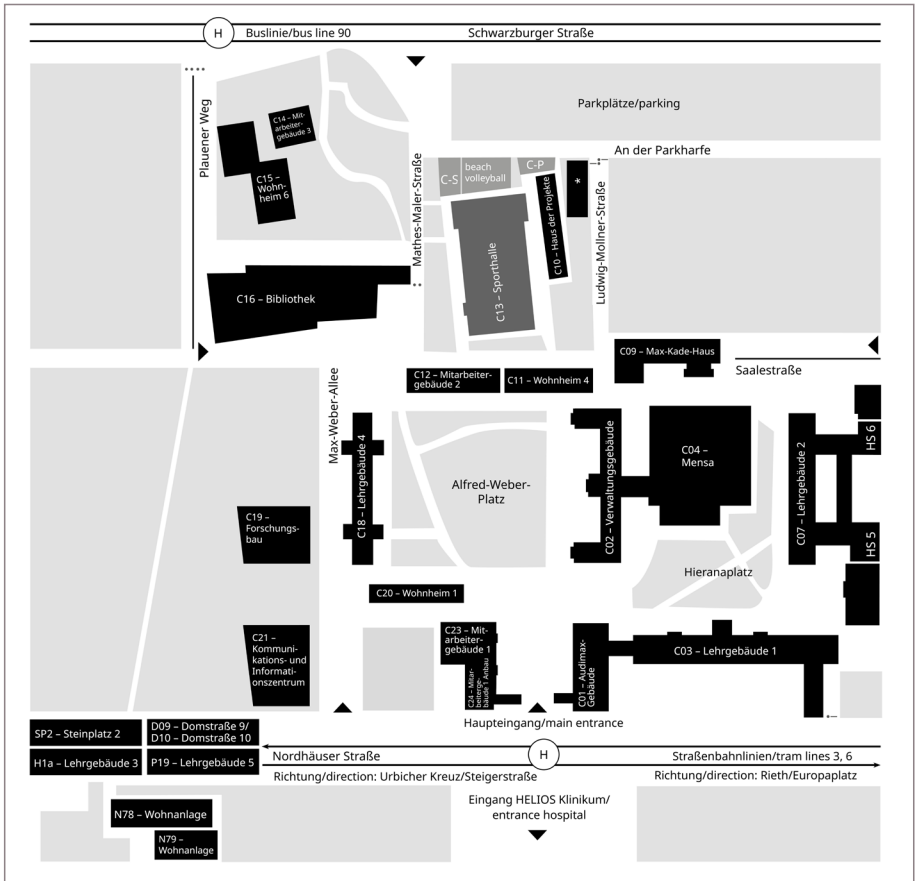 H
Buslinie/bus line 90
Schwarzburger Straße
Plauener Weg
C14 – Mit-
arbeiter-
gebäude 3
C15 –
Wohn-
heim 6
Mathes-Maler-Straße
Parkplätze/parking
An der Parkharfe
C-S
beach
volleyball
C-P
*
C10 – Haus der Projekte
Ludwig-Mollner-Straße
C13 – Sporthalle
C16 – Bibliothek
C09 – Max-Kade-Haus
Saalestraße
C12 – Mitarbeiter-
gebäude 2
C11 – Wohnheim 4
Max-Weber-Allee
C18 – Lehrgebäude 4
Alfred-Weber-
Platz
C02 – Verwaltungsgebäude
C04 –
Mensa
C07 – Lehrgebäude 2
HS 6
HS 5
C19 –
Forschungs-
bau
Hieranaplatz
C20 – Wohnheim 1
C21 –
Kommuni-
kations- und
Informati-
onszentrum
C23 – Mit-
arbeiter-
gebäude 1
C24 – Mitar-
beiterge-
bäude 1 Anbau
C01 – Audimax-
Gebäude
C03 – Lehrgebäude 1
Haupteingang/main entrance
SP2 – Steinplatz 2
D09 – Domstraße 9/
D10 – Domstraße 10
H1a – Lehrgebäude 3
P19 – Lehrgebäude 5
Nordhäuser Straße
H
Straßenbahnlinien/tram lines 3, 6
Richtung/direction: Urbicher Kreuz/Steigerstraße
Richtung/direction: Rieth/Europaplatz
Eingang HELIOS Klinikum/
entrance hospital
N78 – Wohnanlage
N79 –
Wohnanlage